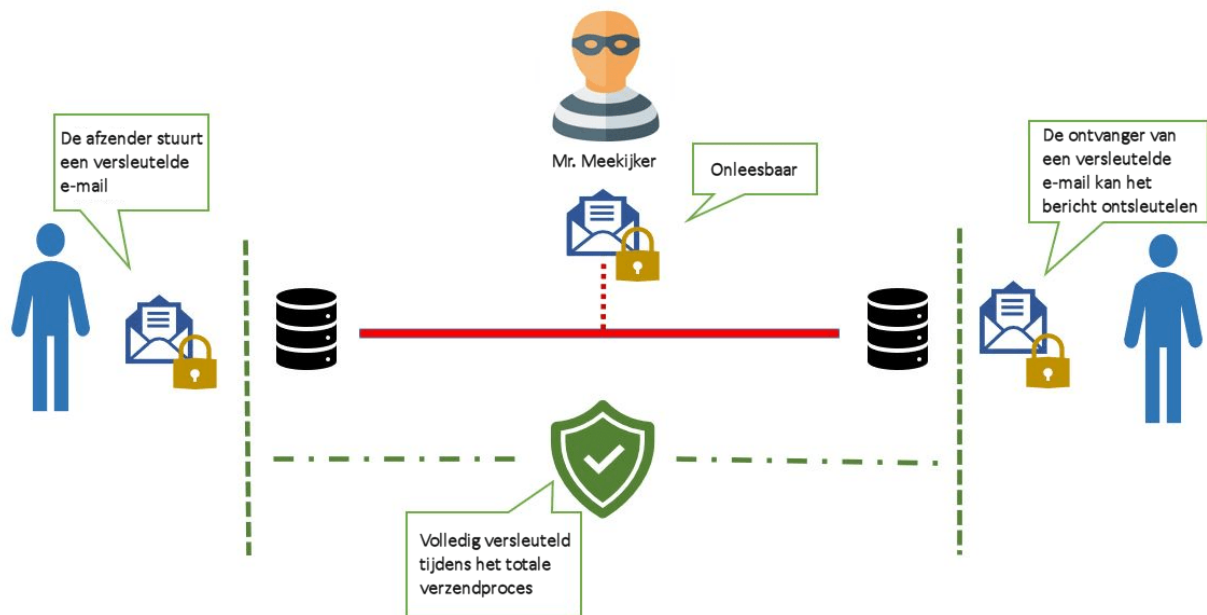 De afzender stuurt
een versleutelde
e-mail
Mr. Meekijker
Onleesbaar
De ontvanger van
een versleutelde
e-mail kan het
bericht ontsleutelen
Volledig versleuteld
tijdens het totale
verzendproces